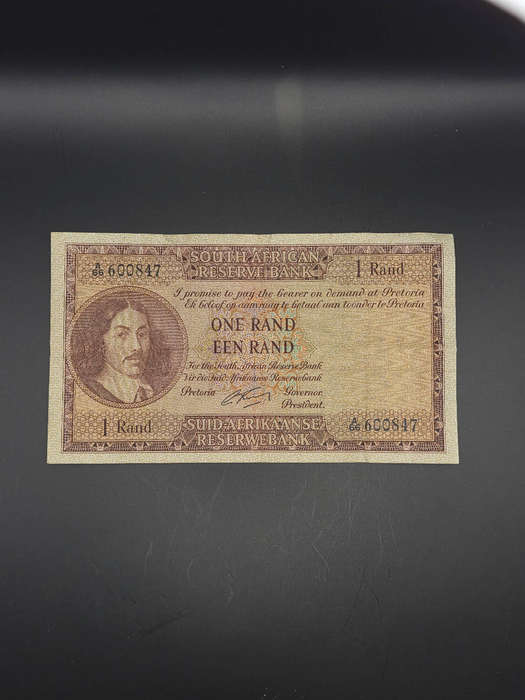 SOUTH AFRICAN
RESERVE BANK
600847
1 Rand
I promise to pay the bearer on demand at Pretoria
Ek beloof op aanvraag te betaal aan toonder te Pretoria
ONE RAND
EEN RAND
For the South African Reserve Bank
Vir die Suid-Afrikaanse Reserwebank
Pretoria
Governor.
President.
1 Rand
SUID-AFRIKAANSE
RESERWEBANK
600847